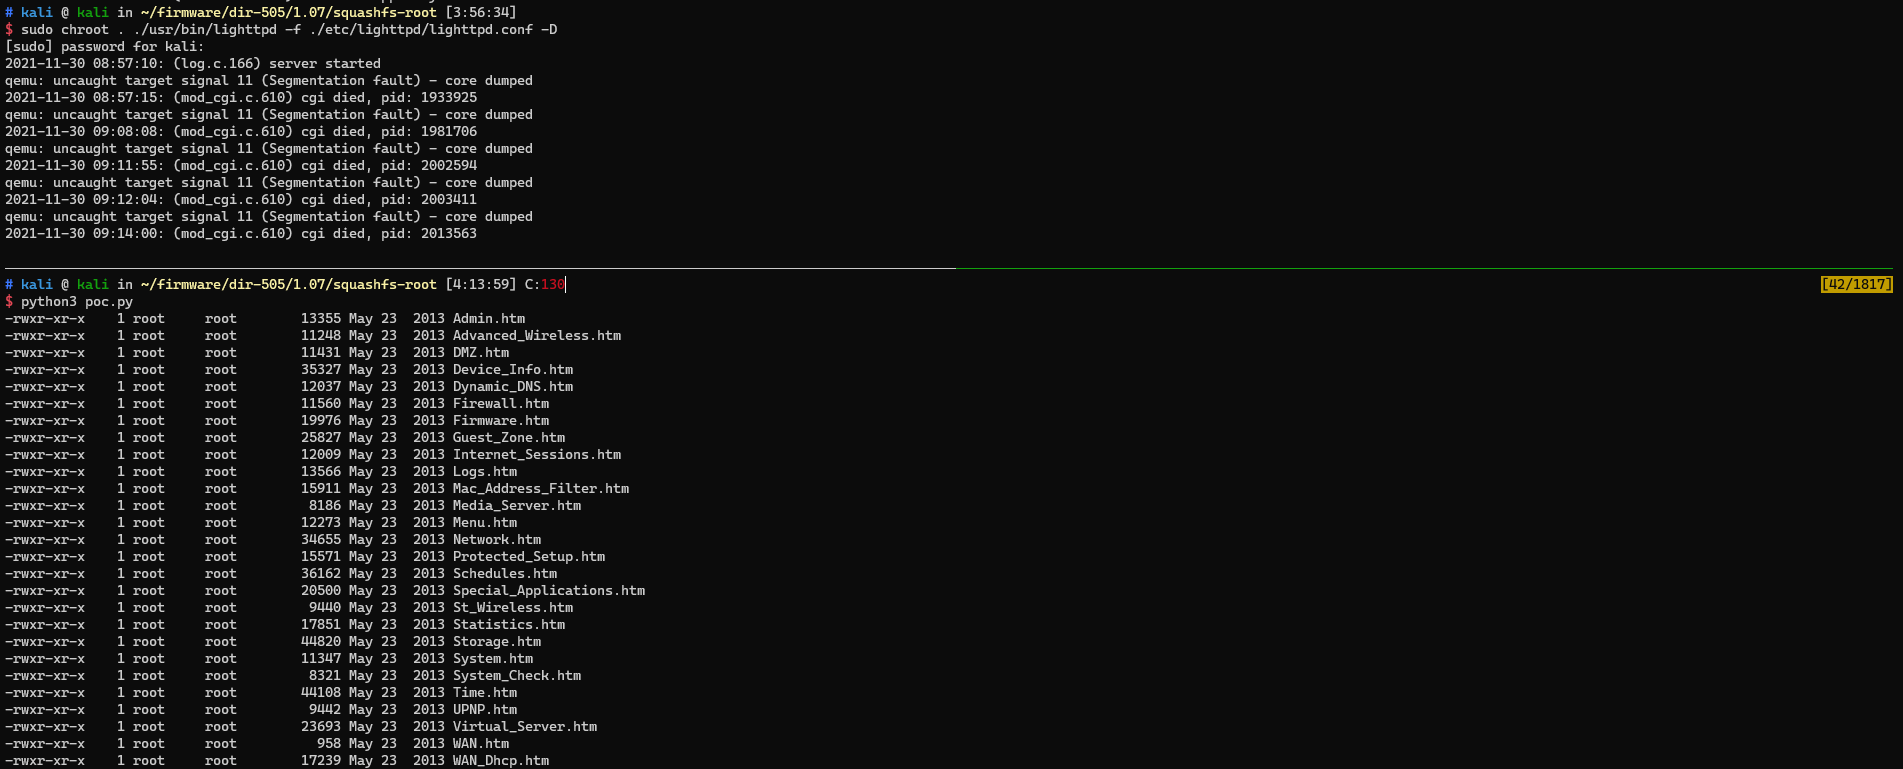 # kali @ kali in ~/firmware/dir-505/1.07/squashfs-root [3:56:34]
$ sudo chroot . ./usr/bin/lighttpd -f ./etc/lighttpd/lighttpd.conf -D
[sudo] password for kali:
2021-11-30 08:57:10: (log.c.166) server started
qemu: uncaught target signal 11 (Segmentation fault) - core dumped
2021-11-30 08:57:15: (mod_cgi.c.610) cgi died, pid: 1933925
qemu: uncaught target signal 11 (Segmentation fault) - core dumped
2021-11-30 09:08:08: (mod_cgi.c.610) cgi died, pid: 1981706
qemu: uncaught target signal 11 (Segmentation fault) - core dumped
2021-11-30 09:11:55: (mod_cgi.c.610) cgi died, pid: 2002594
qemu: uncaught target signal 11 (Segmentation fault) - core dumped
2021-11-30 09:12:04: (mod_cgi.c.610) cgi died, pid: 2003411
qemu: uncaught target signal 11 (Segmentation fault) - core dumped
2021-11-30 09:14:00: (mod_cgi.c.610) cgi died, pid: 2013563
# kali @ kali in ~/firmware/dir-505/1.07/squashfs-root [4:13:59] C:130 [42/1817]
$ python3 poc.py
-rwxr-xr-x    1 root     root        13355 May 23  2013 Admin.htm
-rwxr-xr-x    1 root     root        11248 May 23  2013 Advanced_Wireless.htm
-rwxr-xr-x    1 root     root        11431 May 23  2013 DMZ.htm
-rwxr-xr-x    1 root     root        35327 May 23  2013 Device_Info.htm
-rwxr-xr-x    1 root     root        12037 May 23  2013 Dynamic_DNS.htm
-rwxr-xr-x    1 root     root        11560 May 23  2013 Firewall.htm
-rwxr-xr-x    1 root     root        19976 May 23  2013 Firmware.htm
-rwxr-xr-x    1 root     root        25827 May 23  2013 Guest_Zone.htm
-rwxr-xr-x    1 root     root        12009 May 23  2013 Internet_Sessions.htm
-rwxr-xr-x    1 root     root        13566 May 23  2013 Logs.htm
-rwxr-xr-x    1 root     root        15911 May 23  2013 Mac_Address_Filter.htm
-rwxr-xr-x    1 root     root         8186 May 23  2013 Media_Server.htm
-rwxr-xr-x    1 root     root        12273 May 23  2013 Menu.htm
-rwxr-xr-x    1 root     root        34655 May 23  2013 Network.htm
-rwxr-xr-x    1 root     root        15571 May 23  2013 Protected_Setup.htm
-rwxr-xr-x    1 root     root        36162 May 23  2013 Schedules.htm
-rwxr-xr-x    1 root     root        20500 May 23  2013 Special_Applications.htm
-rwxr-xr-x    1 root     root         9440 May 23  2013 St_Wireless.htm
-rwxr-xr-x    1 root     root        17851 May 23  2013 Statistics.htm
-rwxr-xr-x    1 root     root        44820 May 23  2013 Storage.htm
-rwxr-xr-x    1 root     root        11347 May 23  2013 System.htm
-rwxr-xr-x    1 root     root         8321 May 23  2013 System_Check.htm
-rwxr-xr-x    1 root     root        44108 May 23  2013 Time.htm
-rwxr-xr-x    1 root     root         9442 May 23  2013 UPNP.htm
-rwxr-xr-x    1 root     root        23693 May 23  2013 Virtual_Server.htm
-rwxr-xr-x    1 root     root          958 May 23  2013 WAN.htm
-rwxr-xr-x    1 root     root        17239 May 23  2013 WAN_Dhcp.htm